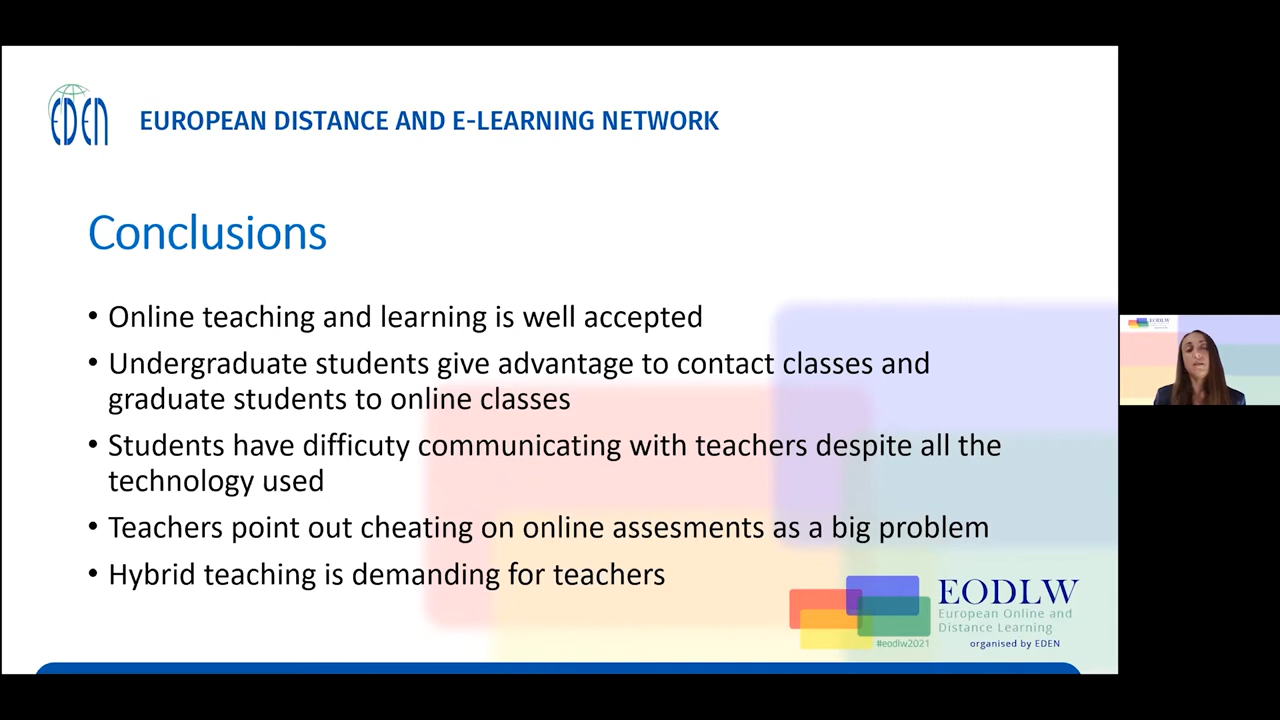 EDEN
EUROPEAN DISTANCE AND E-LEARNING NETWORK
Conclusions
• Online teaching and learning is well accepted
• Undergraduate students give advantage to contact classes and
graduate students to online classes
• Students have difficuty communicating with teachers despite all the
technology used
• Teachers point out cheating on online assesments as a big problem
• Hybrid teaching is demanding for teachers
EODLW
European Online and
Distance Learning
#eodlw2021
organised by EDEN
EODLW